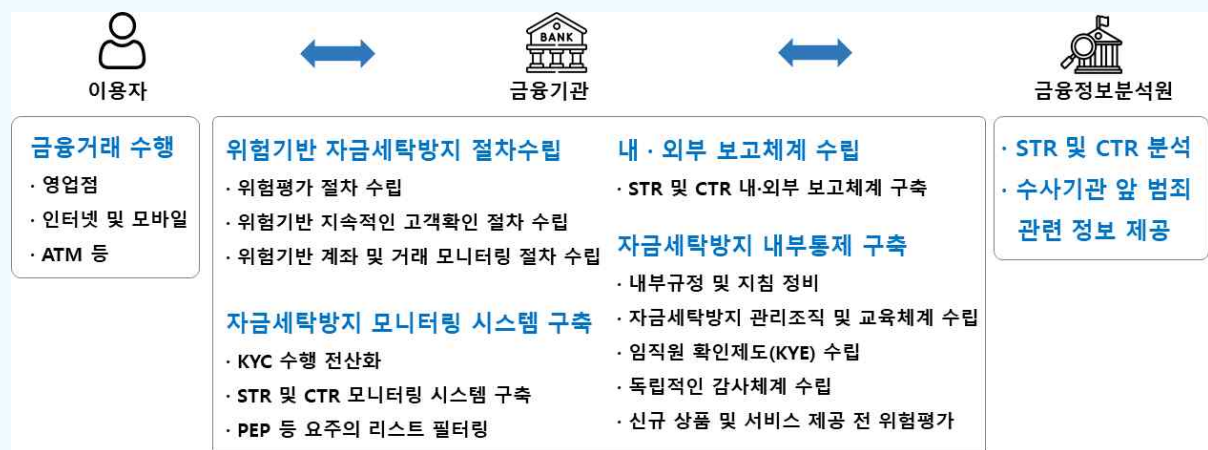 BANK
이용자
금융기관
금융정보분석원
금융거래 수행
· 영업점
· 인터넷 및 모바일
· ATM 등
위험기반 자금세탁방지 절차수립
· 위험평가 절차 수립
· 위험기반 지속적인 고객확인 절차 수립
· 위험기반 계좌 및 거래 모니터링 절차 수립
자금세탁방지 모니터링 시스템 구축
· KYC 수행 전산화
· STR 및 CTR 모니터링 시스템 구축
· PEP 등 요주의 리스트 필터링
내 · 외부 보고체계 수립
· STR 및 CTR 내·외부 보고체계 구축
자금세탁방지 내부통제 구축
· 내부규정 및 지침 정비
· 자금세탁방지 관리조직 및 교육체계 수립
· 임직원 확인제도(KYE) 수립
· 독립적인 감사체계 수립
· 신규 상품 및 서비스 제공 전 위험평가
· STR 및 CTR 분석
· 수사기관 앞 범죄
관련 정보 제공